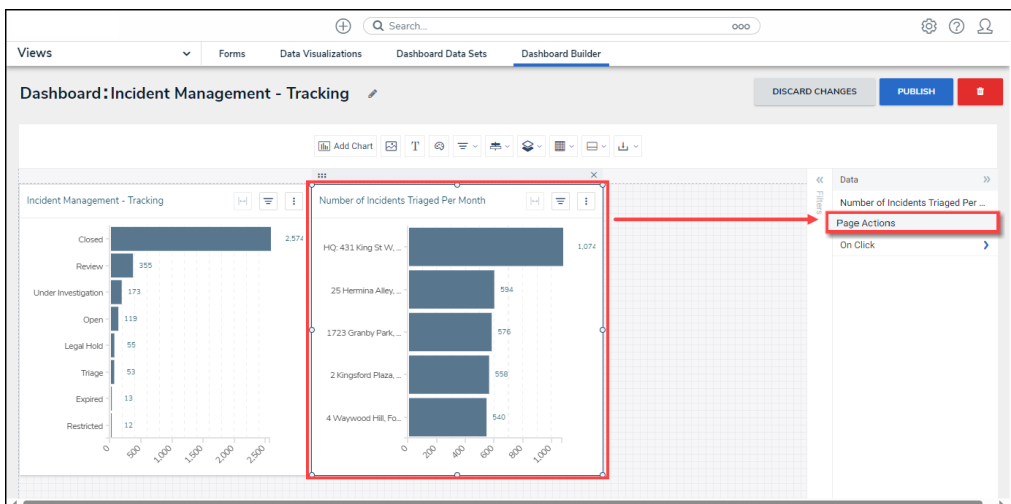 Search...
Views
Forms
Data Visualizations
Dashboard Data Sets
Dashboard Builder
Dashboard:Incident Management - Tracking
DISCARD CHANGES
PUBLISH
Add Chart
T
Incident Management - Tracking
Closed
2,574
Review
355
Under Investigation
173
Open
119
Legal Hold
55
Triage
53
Expired
13
Restricted
12
0
500
1,000
1,500
2,000
2,500
Number of Incidents Triaged Per Month
HQ: 431 King St W, ...
1,074
25 Hermina Alley, ...
594
1723 Granby Park, ...
576
2 Kingsford Plaza, ...
558
4 Waywood Hill, Fo...
540
0
200
400
600
800
1,000
Filters
Data
Number of Incidents Triaged Per ...
Page Actions
On Click